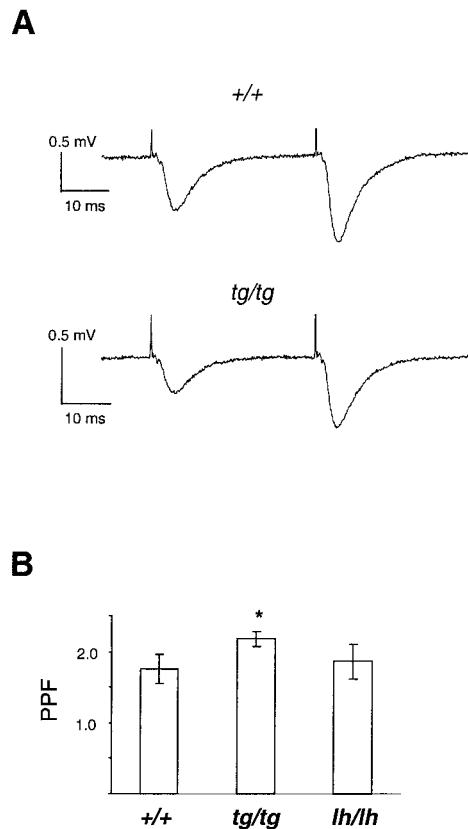 A
+/+
0.5 mV
10 ms
tg/tg
0.5 mV
10 ms
B
*
2.0
PPF
1.0
+/+ tg/tg lh/lh